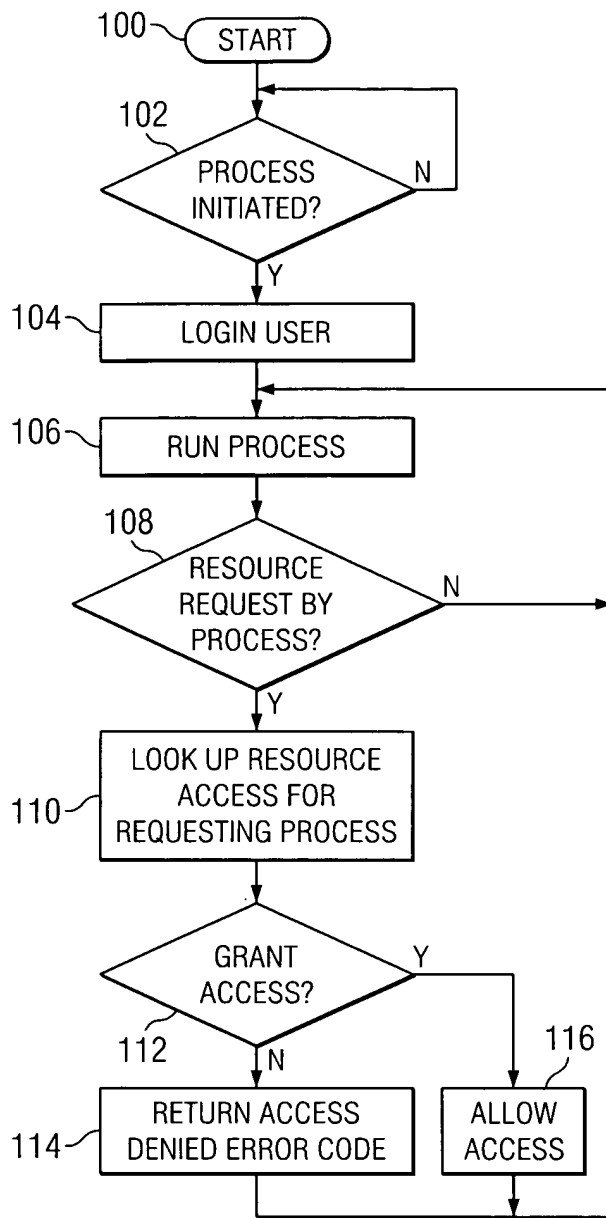 100
START
102
PROCESS
INITIATED?
N
Y
104
LOGIN USER
106
RUN PROCESS
108
RESOURCE
REQUEST BY
PROCESS?
N
Y
110
LOOK UP RESOURCE
ACCESS FOR
REQUESTING PROCESS
GRANT
ACCESS?
Y
112
N
116
114
RETURN ACCESS
DENIED ERROR CODE
ALLOW
ACCESS